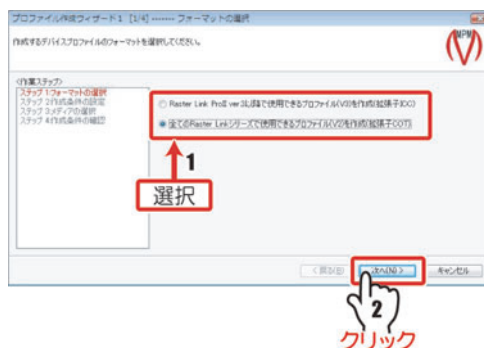 プロファイル作成ウィザード1 [1/4] ------- フォーマットの選択
作成するデバイスプロファイルのフォーマットを選択してください。
MPM
<作業ステップ>
ステップ 1:フォーマットの選択
ステップ 2:作成条件の設定
ステップ 3:メディアの選択
ステップ 4:作成条件の確認
Raster Link ProII ver3以降で使用できるプロファイル(V3)を作成(拡張子ICC)
全てのRaster Linkシリーズで使用できるプロファイル(V2)を作成(拡張子COT)
1
選択
< 戻る(B)
次へ(N) >
キャンセル
2
クリック